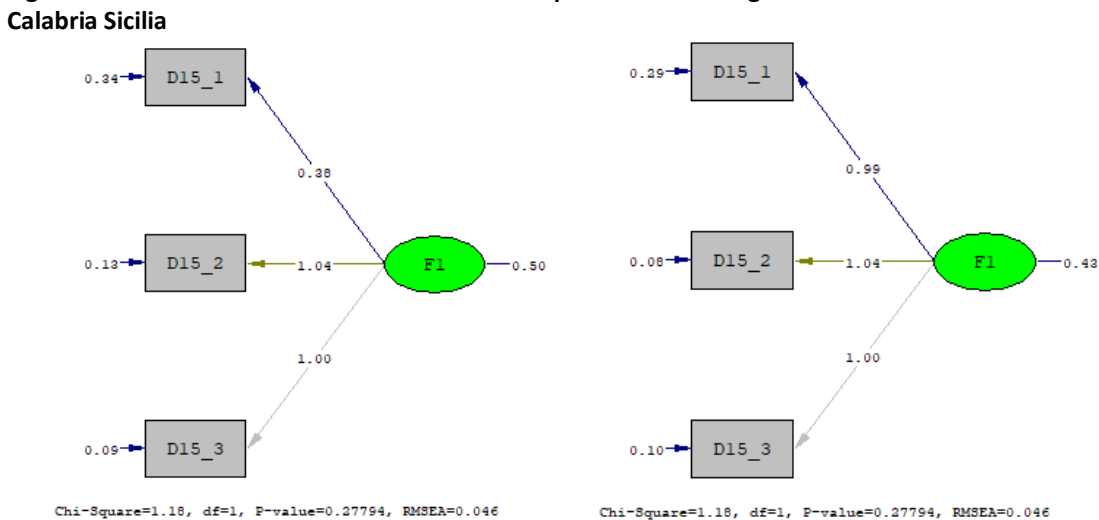 Calabria Sicilia
0.34 D15_1
0.38
0.13 D15_2 1.04 F1 0.50
1.00
0.09 D15_3
Chi-Square=1.18, df=1, P-value=0.27794, RMSEA=0.046
0.29 D15_1
0.99
0.08 D15_2 1.04 F1 0.43
1.00
0.10 D15_3
Chi-Square=1.18, df=1, P-value=0.27794, RMSEA=0.046